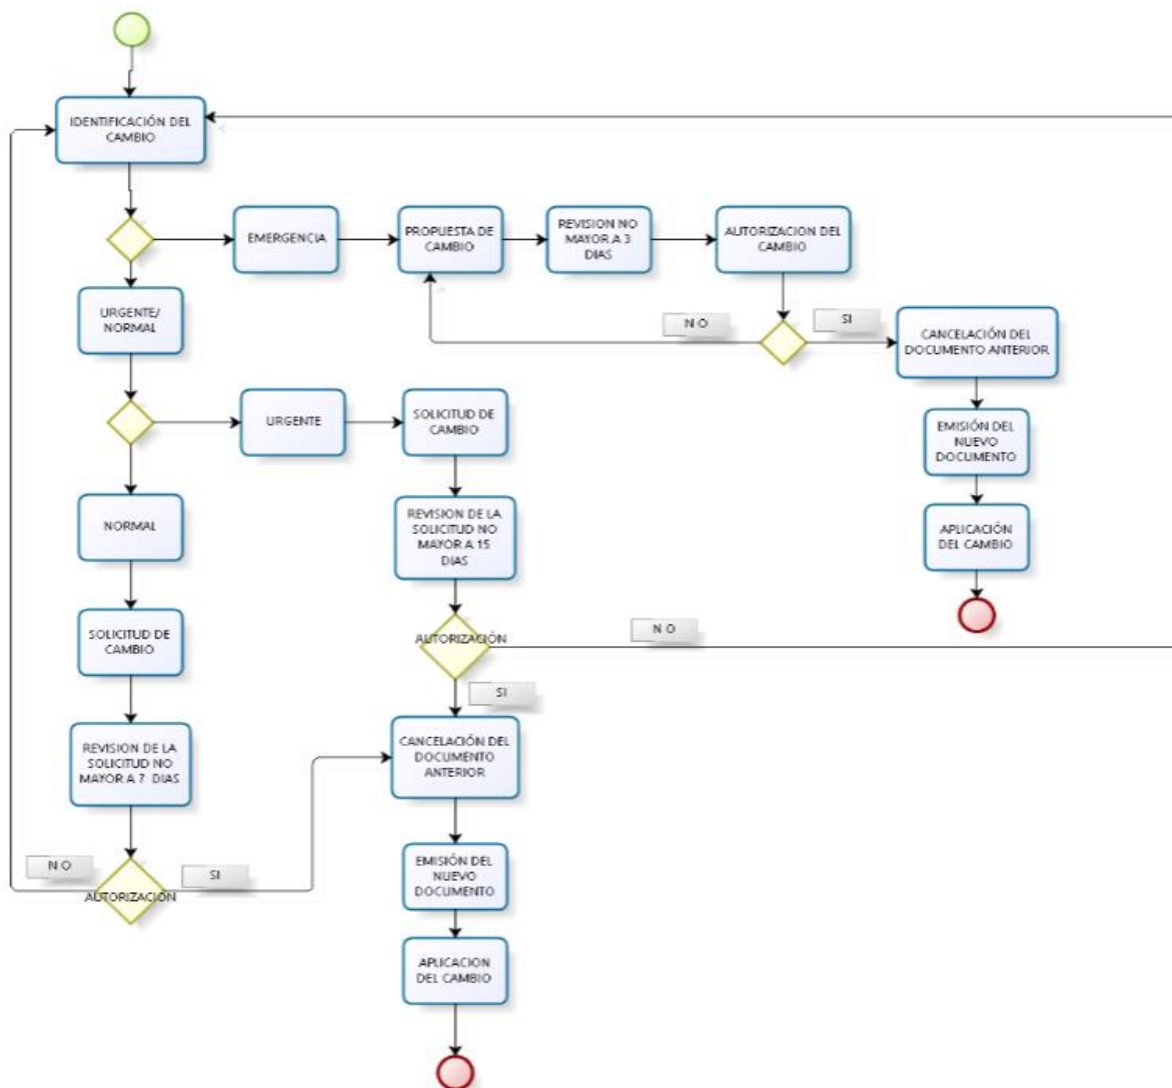 IDENTIFICACIÓN DEL
CAMBIO
EMERGENCIA
PROPUESTA DE
CAMBIO
REVISION NO
MAYOR A 3
DIAS
AUTORIZACION DEL
CAMBIO
URGENTE/
NORMAL
N O
SI
CANCELACIÓN DEL
DOCUMENTO ANTERIOR
URGENTE
SOLICITUD DE
CAMBIO
EMISIÓN DEL
NUEVO
DOCUMENTO
NORMAL
REVISION DE LA
SOLICITUD NO
MAYOR A 15
DIAS
APLICACIÓN
DEL CAMBIO
SOLICITUD DE
CAMBIO
AUTORIZACIÓN
N O
SI
REVISION DE LA
SOLICITUD NO
MAYOR A 7 DIAS
CANCELACIÓN DEL
DOCUMENTO
ANTERIOR
N O
SI
AUTORIZACIÓN
EMISIÓN DEL
NUEVO
DOCUMENTO
APLICACION
DEL CAMBIO